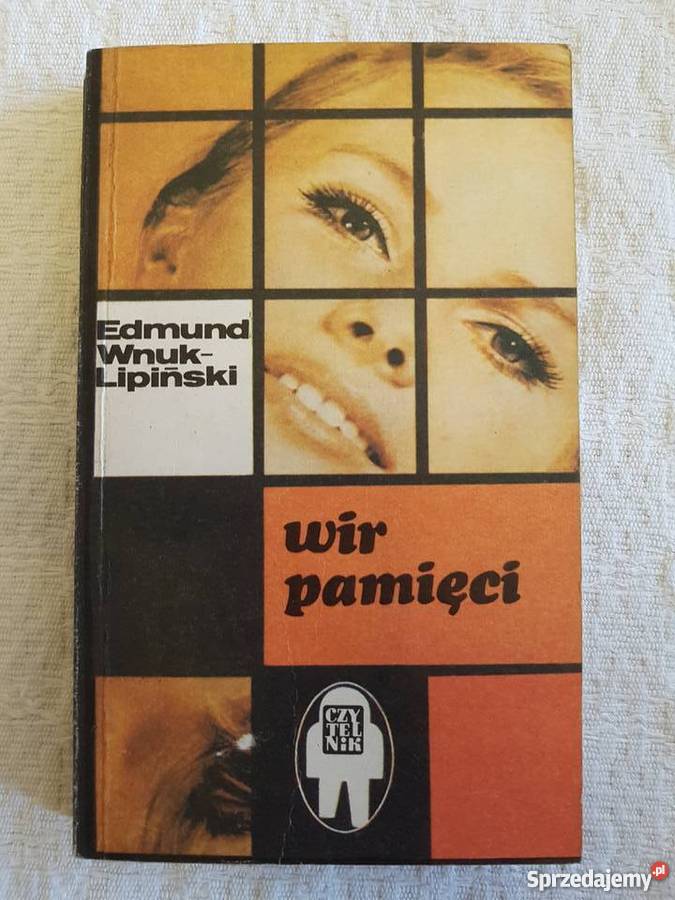 Edmund
Wnuk-
Lipiński
wir
pamięci
CZY
TEL
NiK
Sprzedajemy.pl